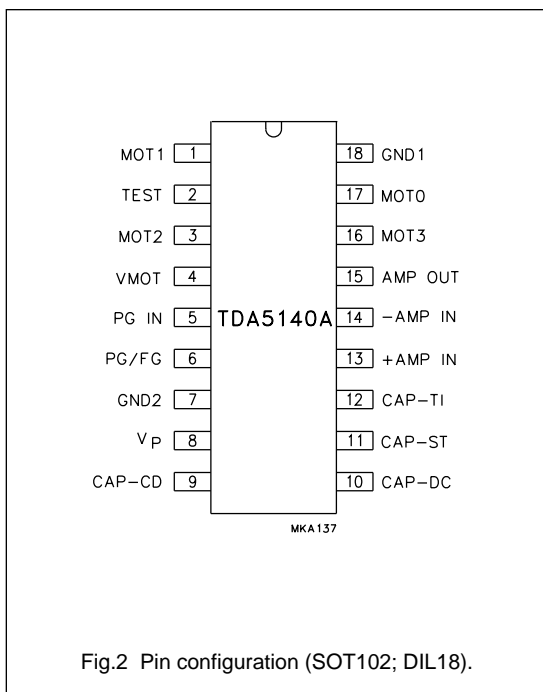 MOT1 1 18 GND1
TEST 2 17 MOT0
MOT2 3 16 MOT3
VMOT 4 15 AMP OUT
PG IN 5 TDA5140A 14 -AMP IN
PG/FG 6 13 +AMP IN
GND2 7 12 CAP-TI
VP 8 11 CAP-ST
CAP-CD 9 10 CAP-DC
MKA137
Fig.2 Pin configuration (SOT102; DIL18).